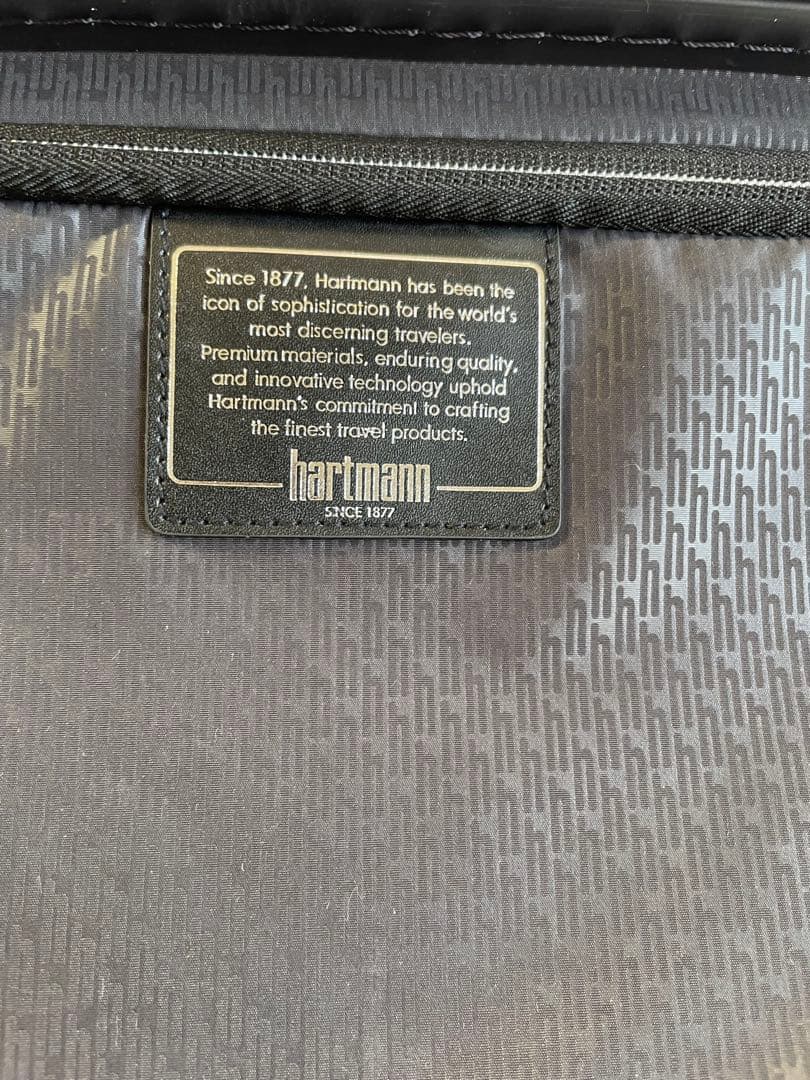 Since 1877, Hartmann has been the
icon of sophistication for the world's
most discerning travelers.
Premium materials, enduring quality,
and innovative technology uphold
Hartmann's commitment to crafting
the finest travel products.
hartmann
SINCE 1877